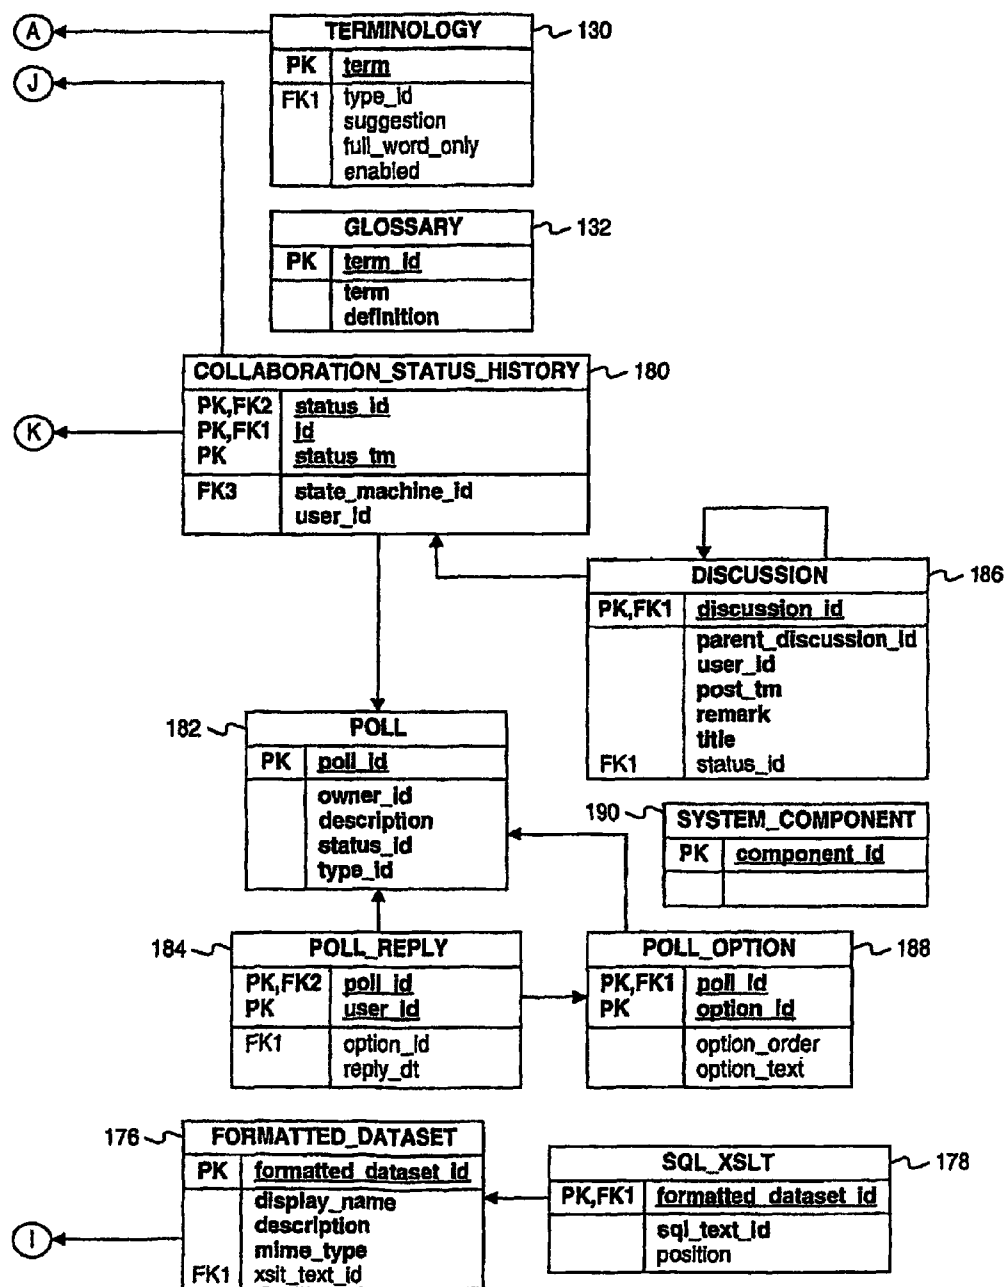 A
TERMINOLOGY
130
PK term
J
FK1 type_id
suggestion
full_word_only
enabled
GLOSSARY
132
PK term_id
term
definition
COLLABORATION_STATUS_HISTORY
180
PK,FK2 status_id
K
PK,FK1 id
PK status_tm
FK3 state_machine_id
user_id
DISCUSSION
186
PK,FK1 discussion_id
parent_discussion_id
user_id
post_tm
remark
title
FK1 status_id
182
POLL
PK poll_id
owner_id
description
status_id
type_id
190
SYSTEM_COMPONENT
PK component_id
184
POLL_REPLY
PK,FK2 poll_id
PK user_id
FK1 option_id
reply_dt
POLL_OPTION
188
PK,FK1 poll_id
PK option_id
option_order
option_text
176
FORMATTED_DATASET
PK formatted_dataset_id
display_name
description
I
mime_type
FK1 xslt_text_id
SQL_XSLT
178
PK,FK1 formatted_dataset_id
sql_text_id
position